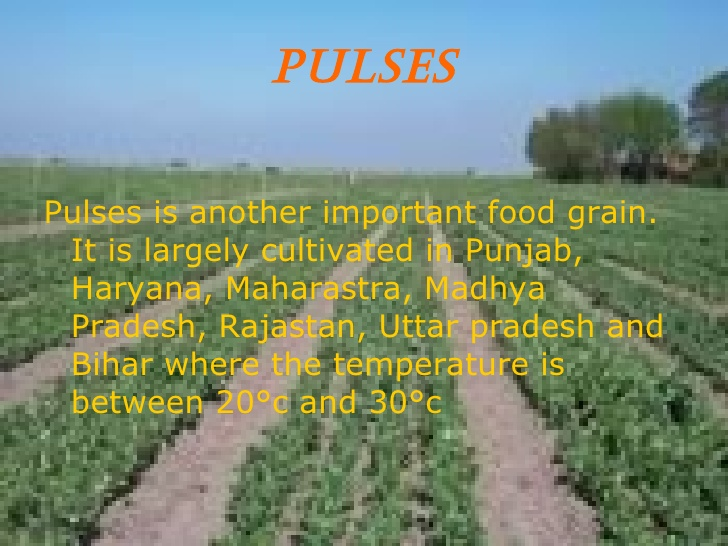 PULSES
Pulses is another important food grain.
It is largely cultivated in Punjab,
Haryana, Maharastra, Madhya
Pradesh, Rajastan, Uttar pradesh and
Bihar where the temperature is
between 20°c and 30°c